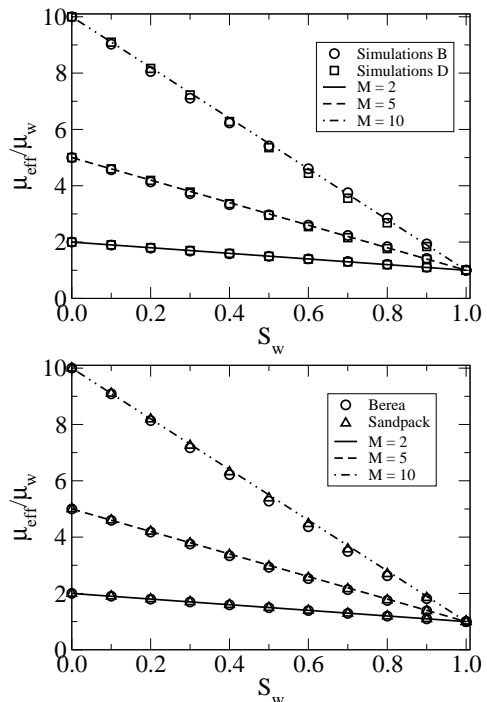 10
8
6
4
2
0
μeff/μw
Simulations B
Simulations D
M = 2
M = 5
M = 10
0.0 0.2 0.4 0.6 0.8 1.0
Sw
10
8
6
4
2
0
μeff/μw
Berea
Sandpack
M = 2
M = 5
M = 10
0.0 0.2 0.4 0.6 0.8 1.0
Sw